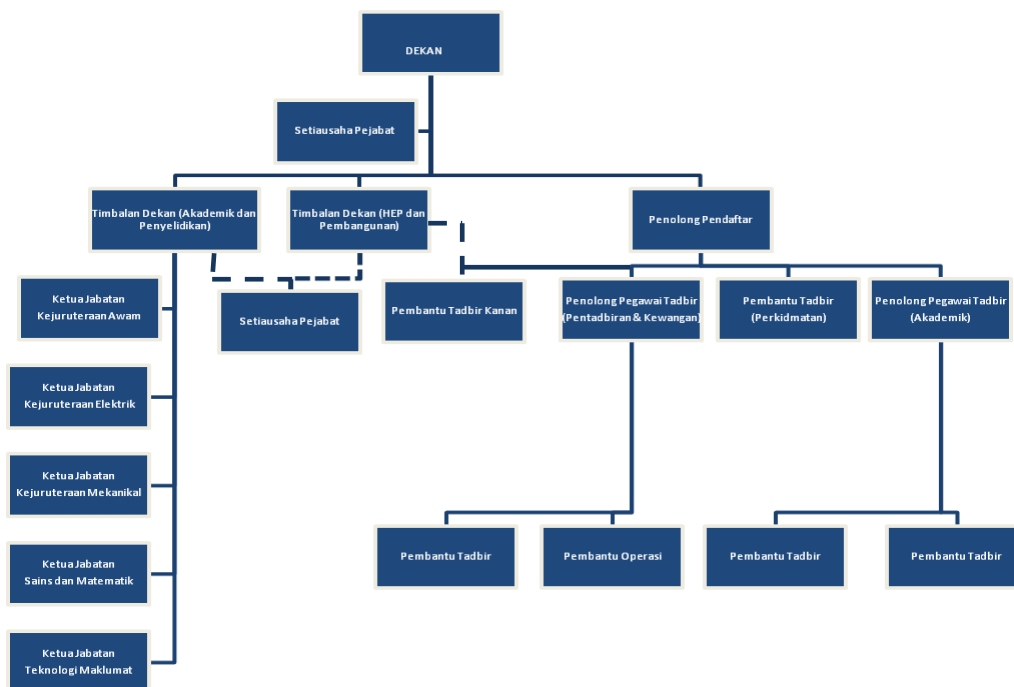 DEKAN
Setiausaha Pejabat
Timbalan Dekan (Akademik dan
Penyelidikan)
Timbalan Dekan (HEP dan
Pembangunan)
Penolong Pendaftar
Ketua Jabatan
Kejuruteraan Awam
Setiausaha Pejabat
Pembantu Tadbir Kanan
Penolong Pegawai Tadbir
(Pentadbiran & Kewangan)
Pembantu Tadbir
(Perkidmatan)
Penolong Pegawai Tadbir
(Akademik)
Ketua Jabatan
Kejuruteraan Elektrik
Ketua Jabatan
Kejuruteraan Mekanikal
Pembantu Tadbir
Pembantu Operasi
Pembantu Tadbir
Pembantu Tadbir
Ketua Jabatan
Sains dan Matematik
Ketua Jabatan
Teknologi Maklumat